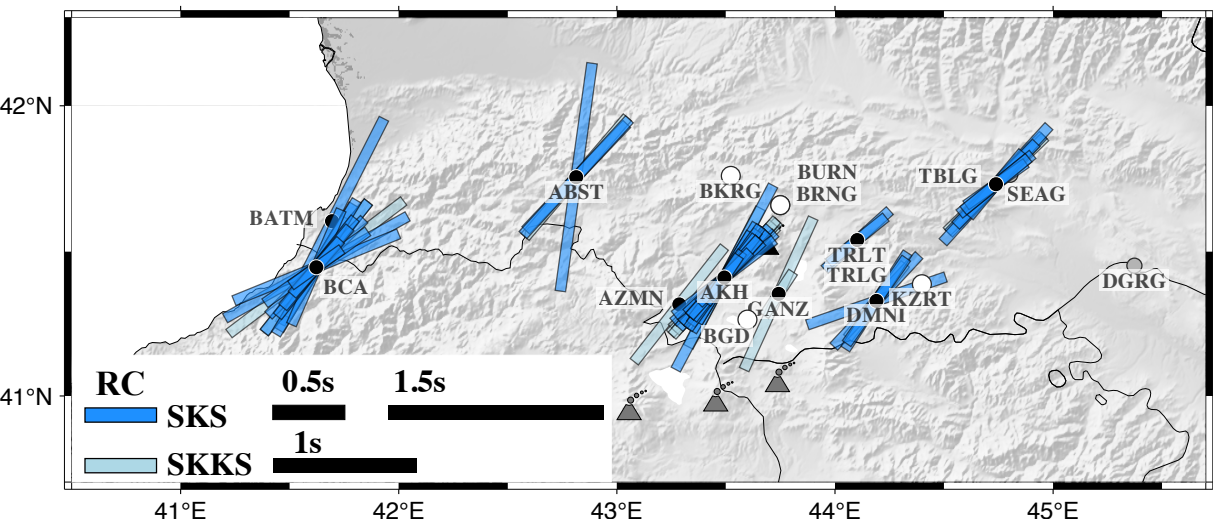 42°N
41°N
BATM
BCA
ABST
BKRG
BURN
BRNG
TBLG
SEAG
TRLT
TRLG
AZMN
AKH
GANZ
BGD
KZRT
DMNI
DGRG
RC
0.5s
1.5s
SKS
1s
SKKS
41°E
42°E
43°E
44°E
45°E